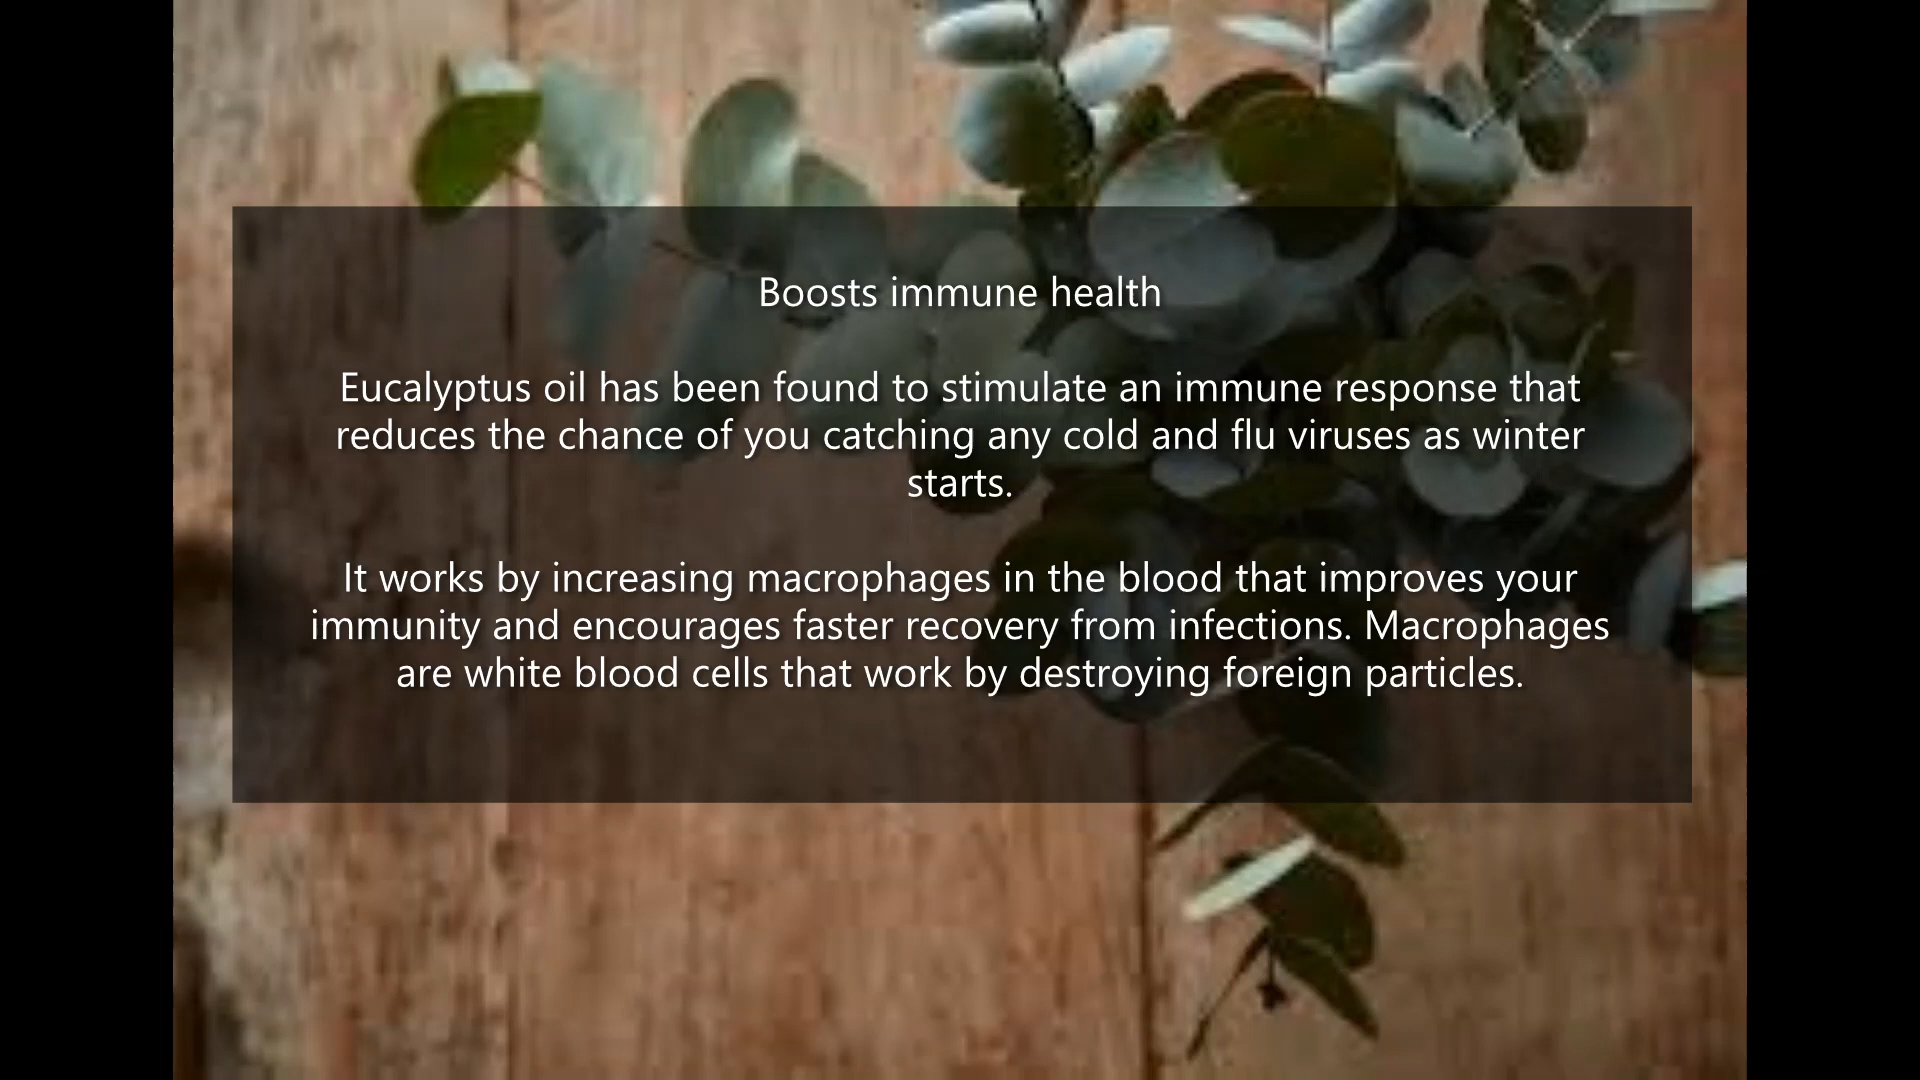 Boosts immune health
Eucalyptus oil has been found to stimulate an immune response that
reduces the chance of you catching any cold and flu viruses as winter
starts.
It works by increasing macrophages in the blood that improves your
immunity and encourages faster recovery from infections. Macrophages
are white blood cells that work by destroying foreign particles.